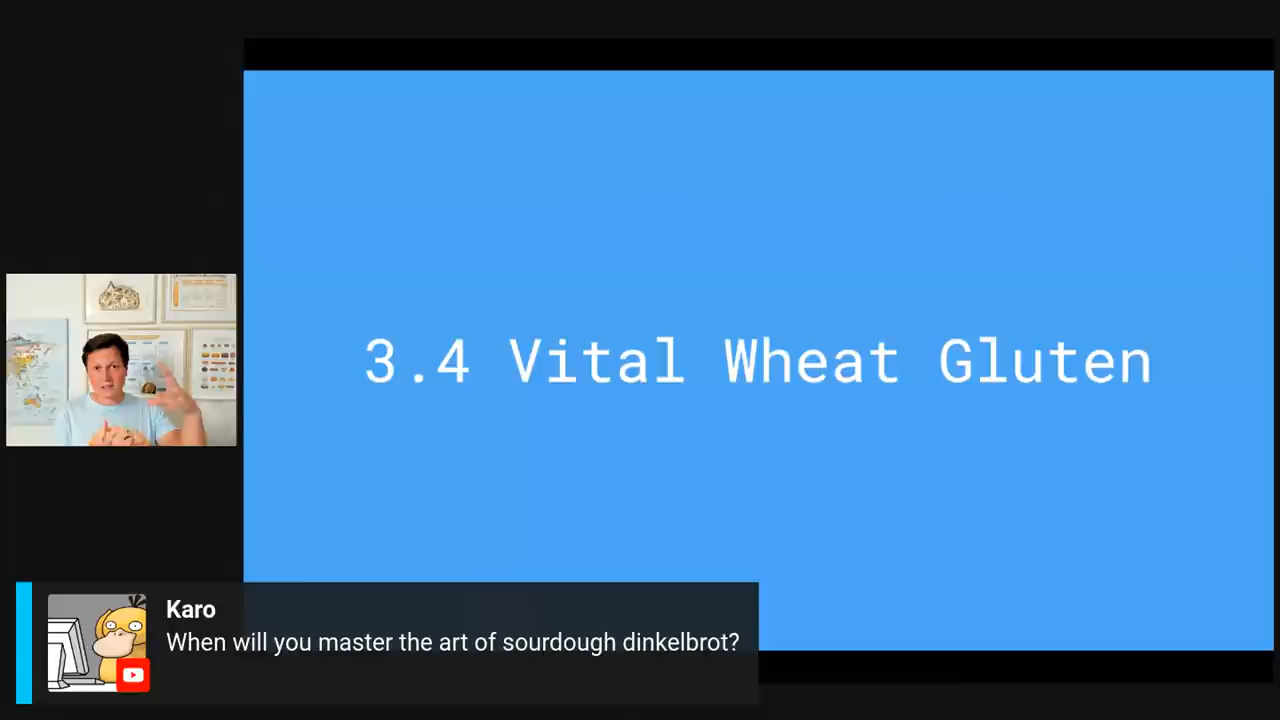 3.4 Vital Wheat Gluten
Karo
When will you master the art of sourdough dinkelbrot?